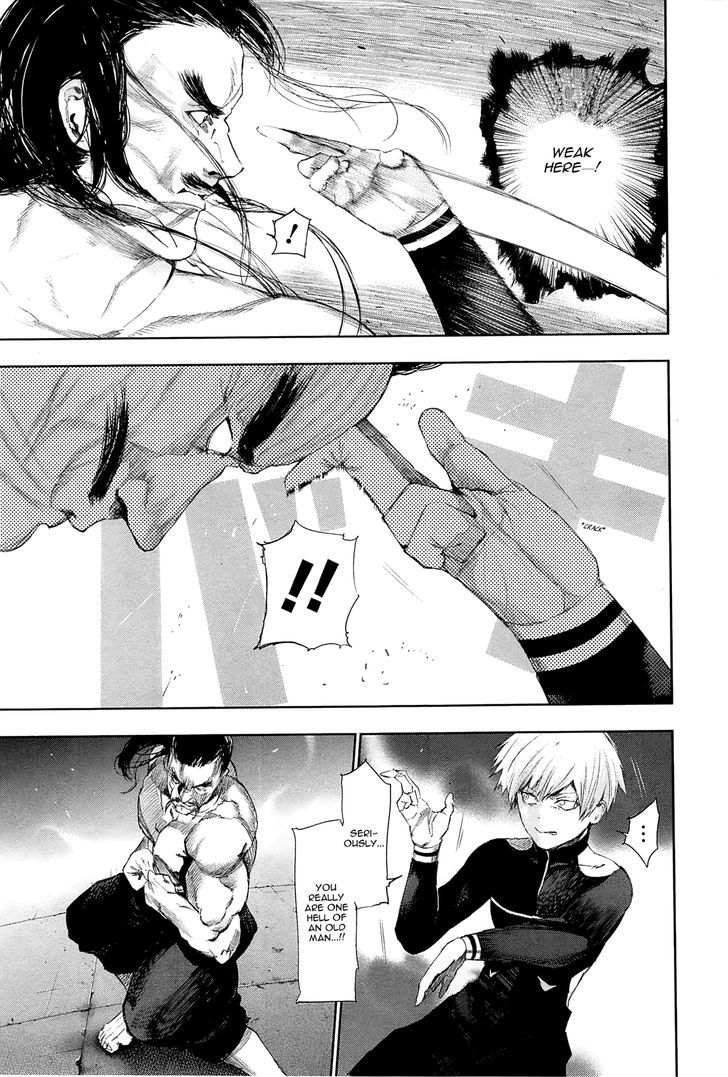 WEAK
HERE—!
!
!!
*CRACK*
...
SERI-
OUSLY...
YOU
REALLY
ARE ONE
HELL OF
AN OLD
MAN...!!